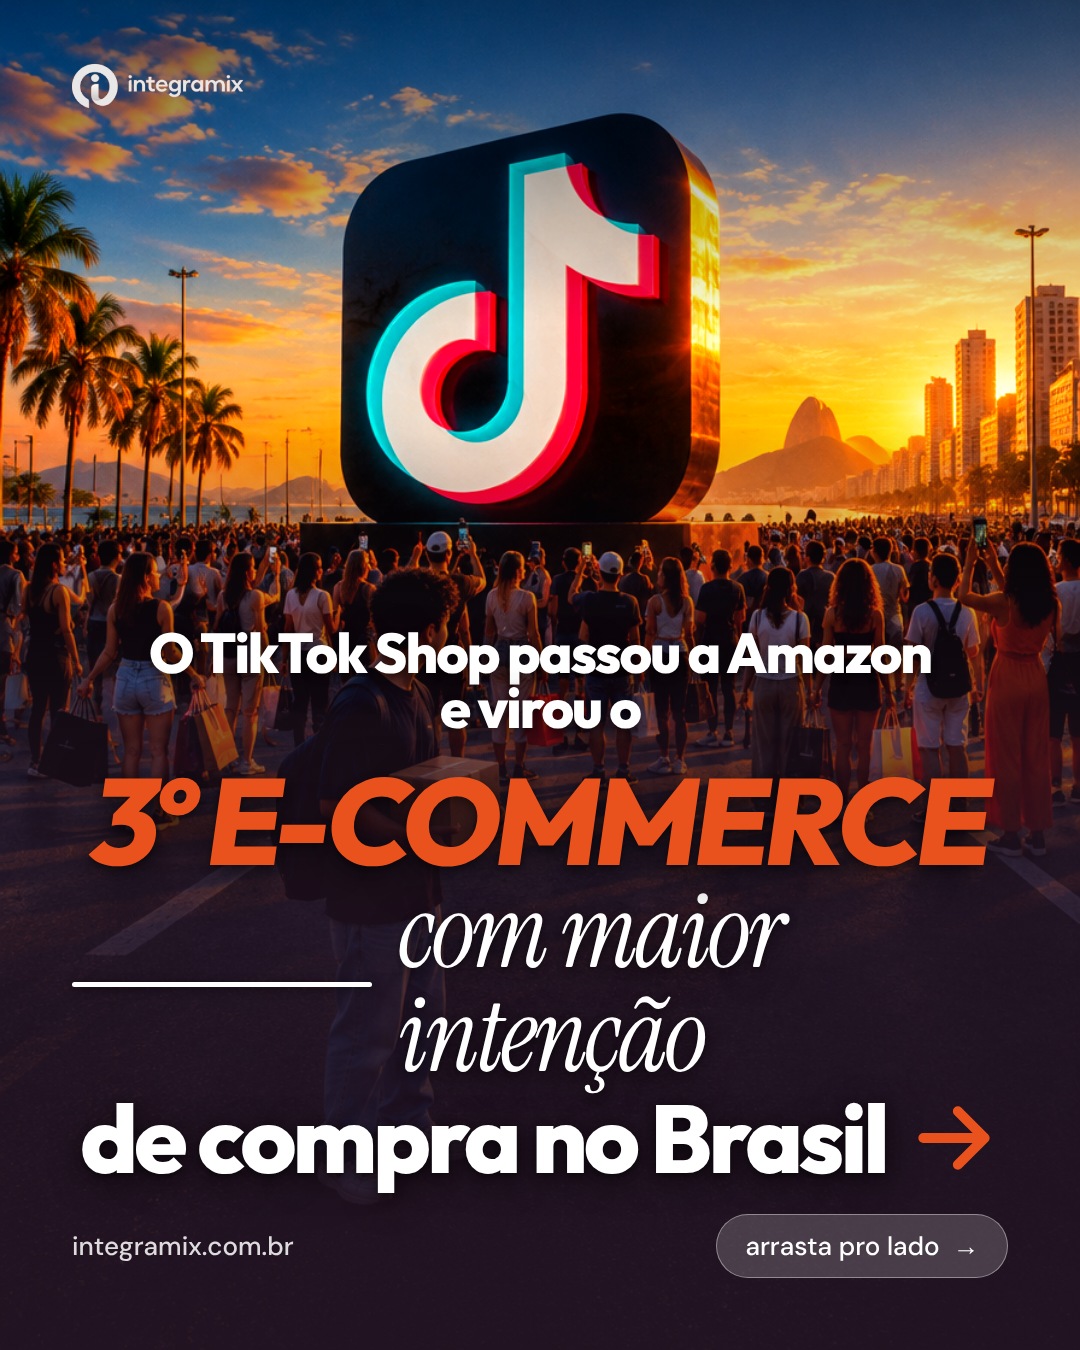 integramix
O TikTok Shop passou a Amazon
e virou o
3º E-COMMERCE
com maior
intenção
de compra no Brasil →
integramix.com.br
arrasta pro lado →